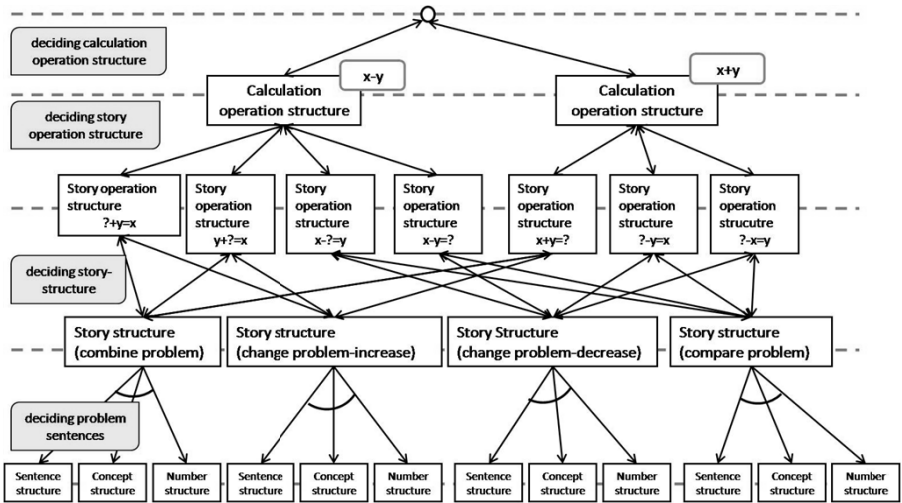 deciding calculation
operation structure
x-y
x+y
Calculation
operation structure
Calculation
operation structure
deciding story
operation structure
Story operation
structure
?+y=x
Story
operation
structure
y+?=x
Story
operation
structure
x-?=y
Story
operation
structure
x-y=?
Story
operation
structure
x+y=?
Story
operation
structure
?-y=x
Story
operation
strucutre
?-x=y
deciding story-
structure
Story structure
(combine problem)
Story structure
(change problem-increase)
Story Structure
(change problem-decrease)
Story structure
(compare problem)
deciding problem
sentences
Sentence
structure
Concept
structure
Number
structure
Sentence
structure
Concept
structure
Number
structure
Sentence
structure
Concept
structure
Number
structure
Sentence
structure
Concept
structure
Number
structure